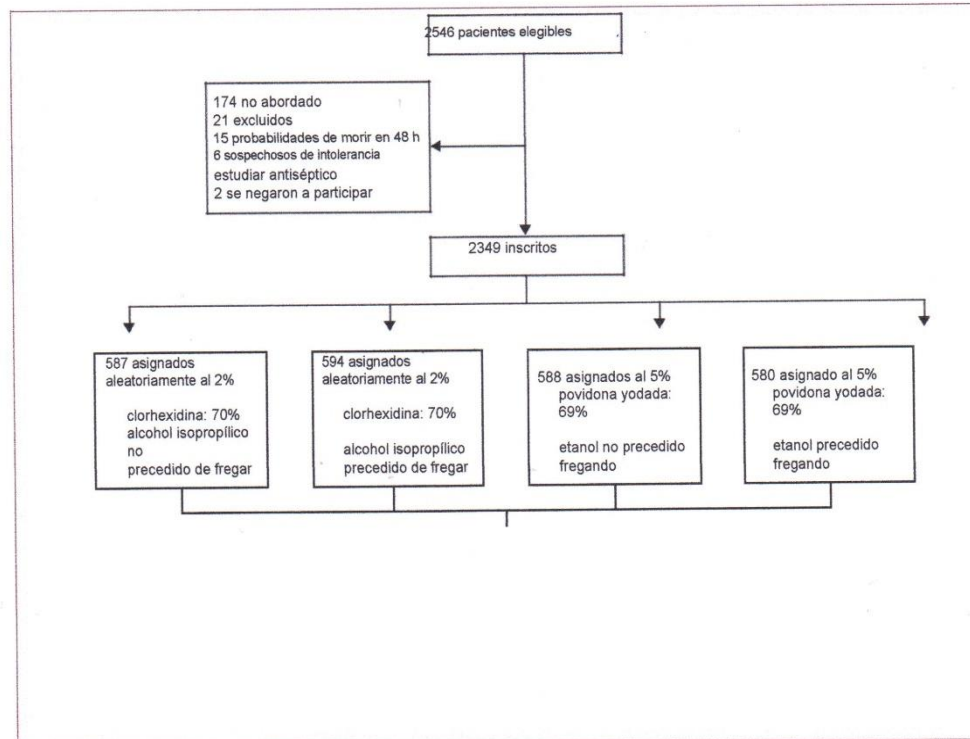 2546 pacientes elegibles
174 no abordado
21 excluidos
15 probabilidades de morir en 48 h
6 sospechosos de intolerancia
estudiar antiséptico
2 se negaron a participar
2349 inscritos
587 asignados
aleatoriamente al 2%
clorhexidina: 70%
alcohol isopropílico
no
precedido de fregar
594 asignados
aleatoriamente al 2%
clorhexidina: 70%
alcohol isopropílico
precedido de fregar
588 asignados al 5%
povidona yodada:
69%
etanol no precedido
fregando
580 asignado al 5%
povidona yodada:
69%
etanol precedido
fregando